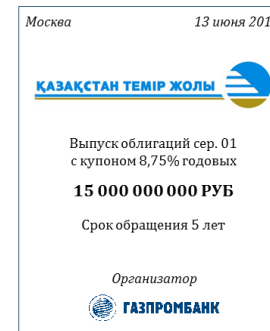 Москва 13 июня 201
ҚАЗАҚСТАН ТЕМІР ЖОЛЫ
Выпуск облигаций сер. 01
с купоном 8,75% годовых
15 000 000 000 РУБ
Срок обращения 5 лет
Организатор
ГАЗПРОМБАНК